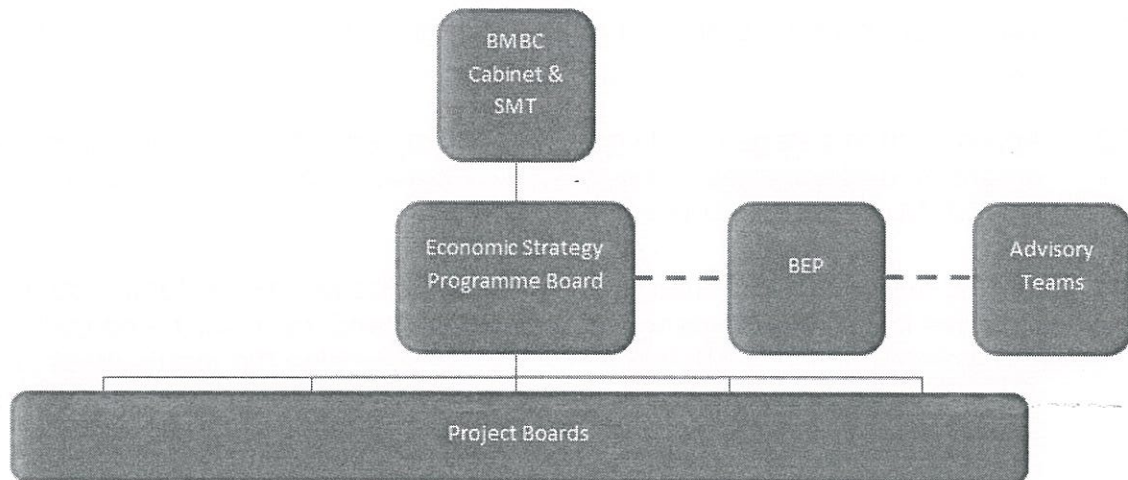 BMBC
Cabinet &
SMT
Economic Strategy
Programme Board
BEP
Advisory
Teams
Project Boards